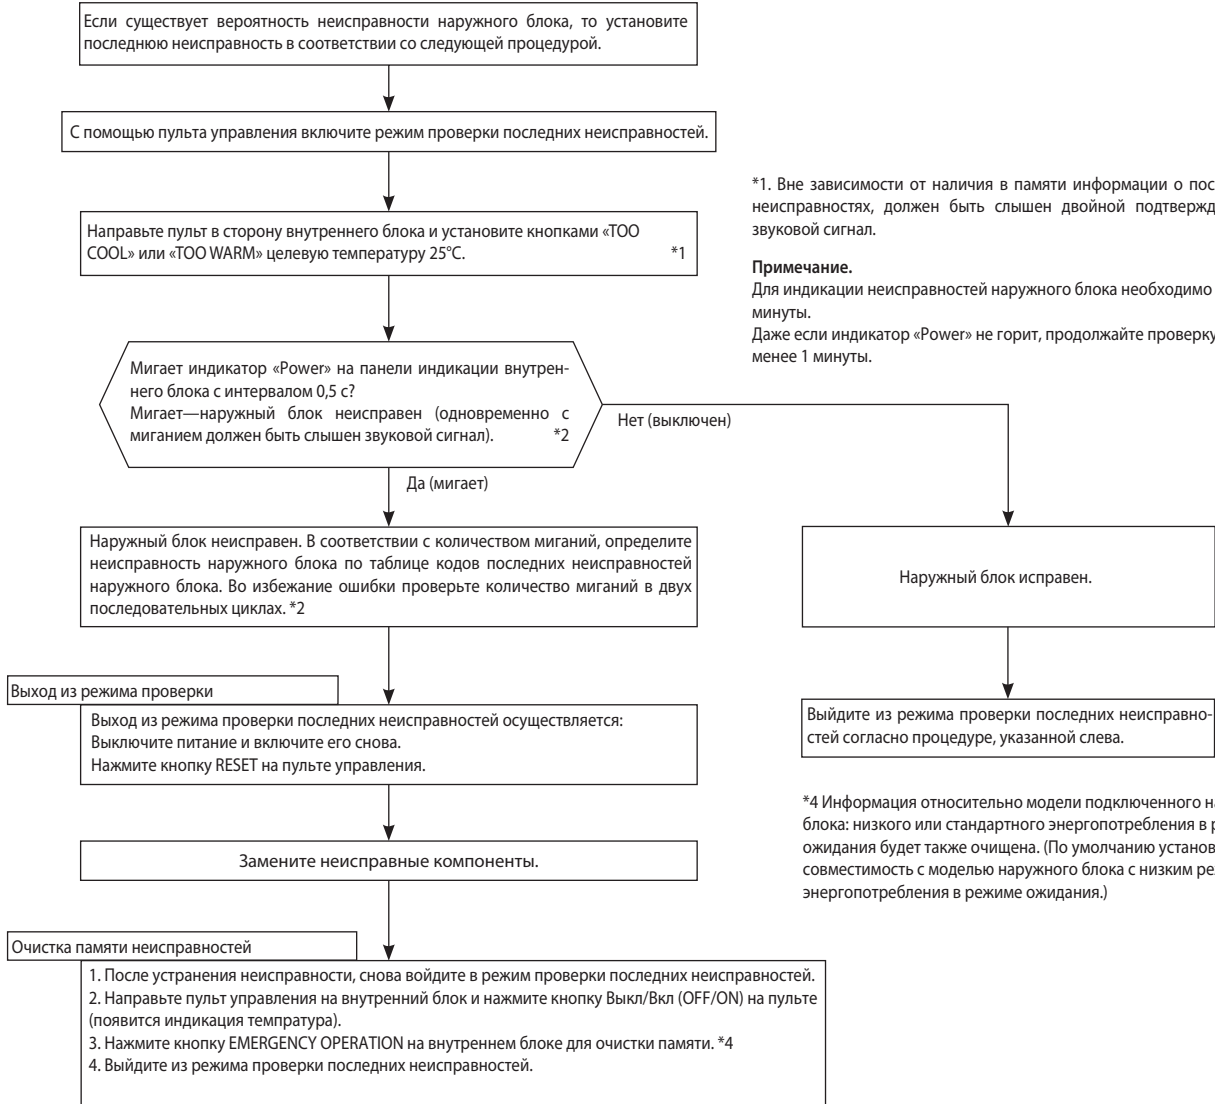 Если существует вероятность неисправности наружного блока, то установите
последнюю неисправность в соответствии со следующей процедурой.
С помощью пульта управления включите режим проверки последних неисправностей.
Направьте пульт в сторону внутреннего блока и установите кнопками «TOO
COOL» или «TOO WARM» целевую температуру 25°C. *1
*1. Вне зависимости от наличия в памяти информации о
неисправностях, должен быть слышен двойной
звуковой сигнал.
Примечание.
Для индикации неисправностей наружного блока необходимо
минуты.
Даже если индикатор «Power» не горит, продолжайте проверку
менее 1 минуты.
Мигает индикатор «Power» на панели индикации внутрен-
него блока с интервалом 0,5 с?
Мигает—наружный блок неисправен (одновременно с
миганием должен быть слышен звуковой сигнал). *2
Нет (выключен)
Да (мигает)
Наружный блок неисправен. В соответствии с количеством миганий, определите
неисправность наружного блока по таблице кодов последних неисправностей
наружного блока. Во избежание ошибки проверьте количество миганий в двух
последовательных циклах. *2
Наружный блок исправен.
Выход из режима проверки
Выход из режима проверки последних неисправностей осуществляется:
Выключите питание и включите его снова.
Нажмите кнопку RESET на пульте управления.
Выйдите из режима проверки последних неисправно-
стей согласно процедуре, указанной слева.
*4 Информация относительно модели подключенного
блока: низкого или стандартного энергопотребления в
ожидания будет также очищена. (По умолчанию
совместимость с моделью наружного блока с низким
энергопотребления в режиме ожидания.)
Замените неисправные компоненты.
Очистка памяти неисправностей
1. После устранения неисправности, снова войдите в режим проверки последних неисправностей.
2. Направьте пульт управления на внутренний блок и нажмите кнопку Выкл/Вкл (OFF/ON) на пульте
(появится индикация темпратура).
3. Нажмите кнопку EMERGENCY OPERATION на внутреннем блоке для очистки памяти. *4
4. Выйдите из режима проверки последних неисправностей.